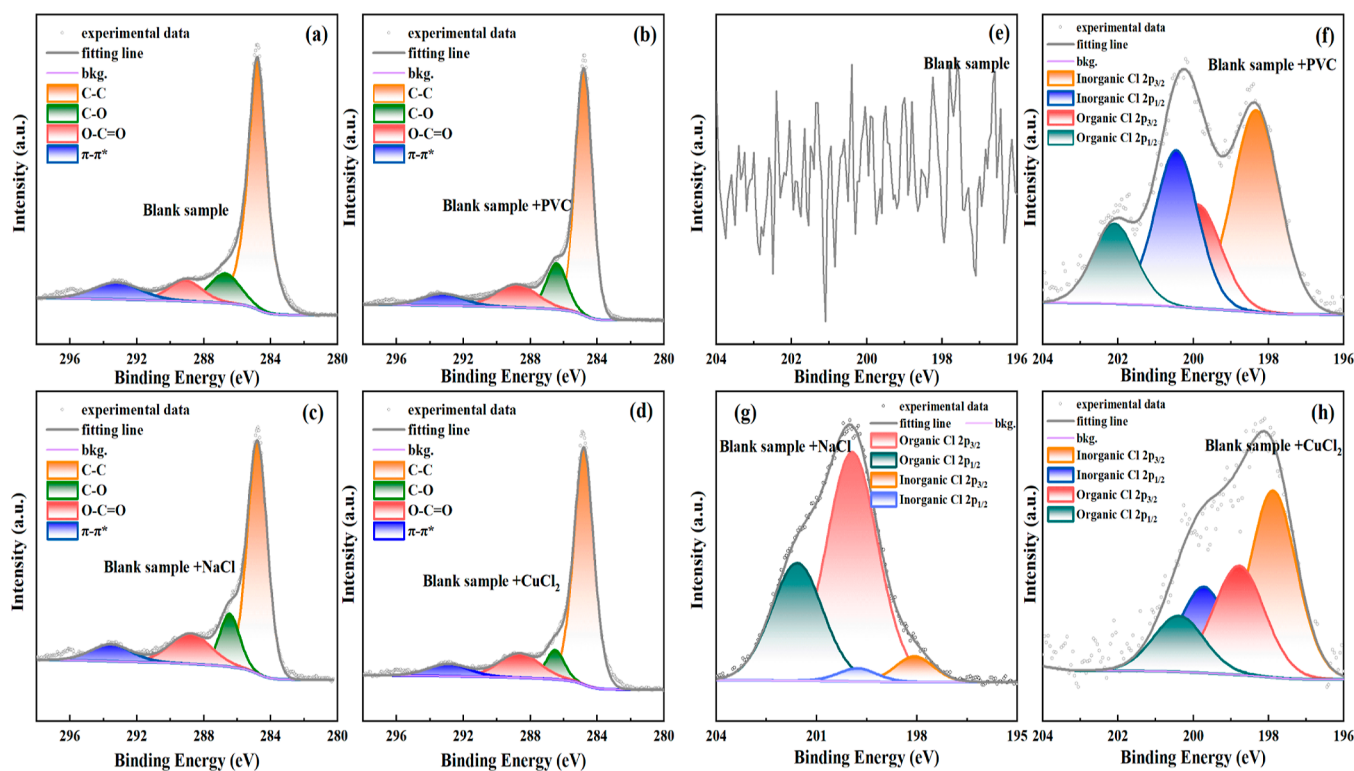 (a)
experimental data
fitting line
bkg.
C-C
C-O
O-C=O
π-π*
Blank sample
Intensity (a.u.)
296 292 288 284 280
Binding Energy (eV)
(b)
experimental data
fitting line
bkg.
C-C
C-O
O-C=O
π-π*
Blank sample +PVC
Intensity (a.u.)
296 292 288 284 280
Binding Energy (eV)
(e)
Blank sample
Intensity (a.u.)
204 202 200 198 196
Binding Energy (eV)
(f)
experimental data
fitting line
bkg.
Inorganic Cl 2p3/2
Inorganic Cl 2p1/2
Organic Cl 2p3/2
Organic Cl 2p1/2
Blank sample +PVC
Intensity (a.u.)
204 202 200 198 196
Binding Energy (eV)
(c)
experimental data
fitting line
bkg.
C-C
C-O
O-C=O
π-π*
Blank sample +NaCl
Intensity (a.u.)
296 292 288 284 280
Binding Energy (eV)
(d)
experimental data
fitting line
bkg.
C-C
C-O
O-C=O
π-π*
Blank sample +CuCl2
Intensity (a.u.)
296 292 288 284 280
Binding Energy (eV)
(g)
experimental data
fitting line bkg.
Organic Cl 2p3/2
Organic Cl 2p1/2
Inorganic Cl 2p3/2
Inorganic Cl 2p1/2
Blank sample +NaCl
Intensity (a.u.)
204 201 198 195
Binding Energy (eV)
(h)
experimental data
fitting line
bkg.
Inorganic Cl 2p3/2
Inorganic Cl 2p1/2
Organic Cl 2p3/2
Organic Cl 2p1/2
Blank sample +CuCl2
Intensity (a.u.)
204 202 200 198 196
Binding Energy (eV)